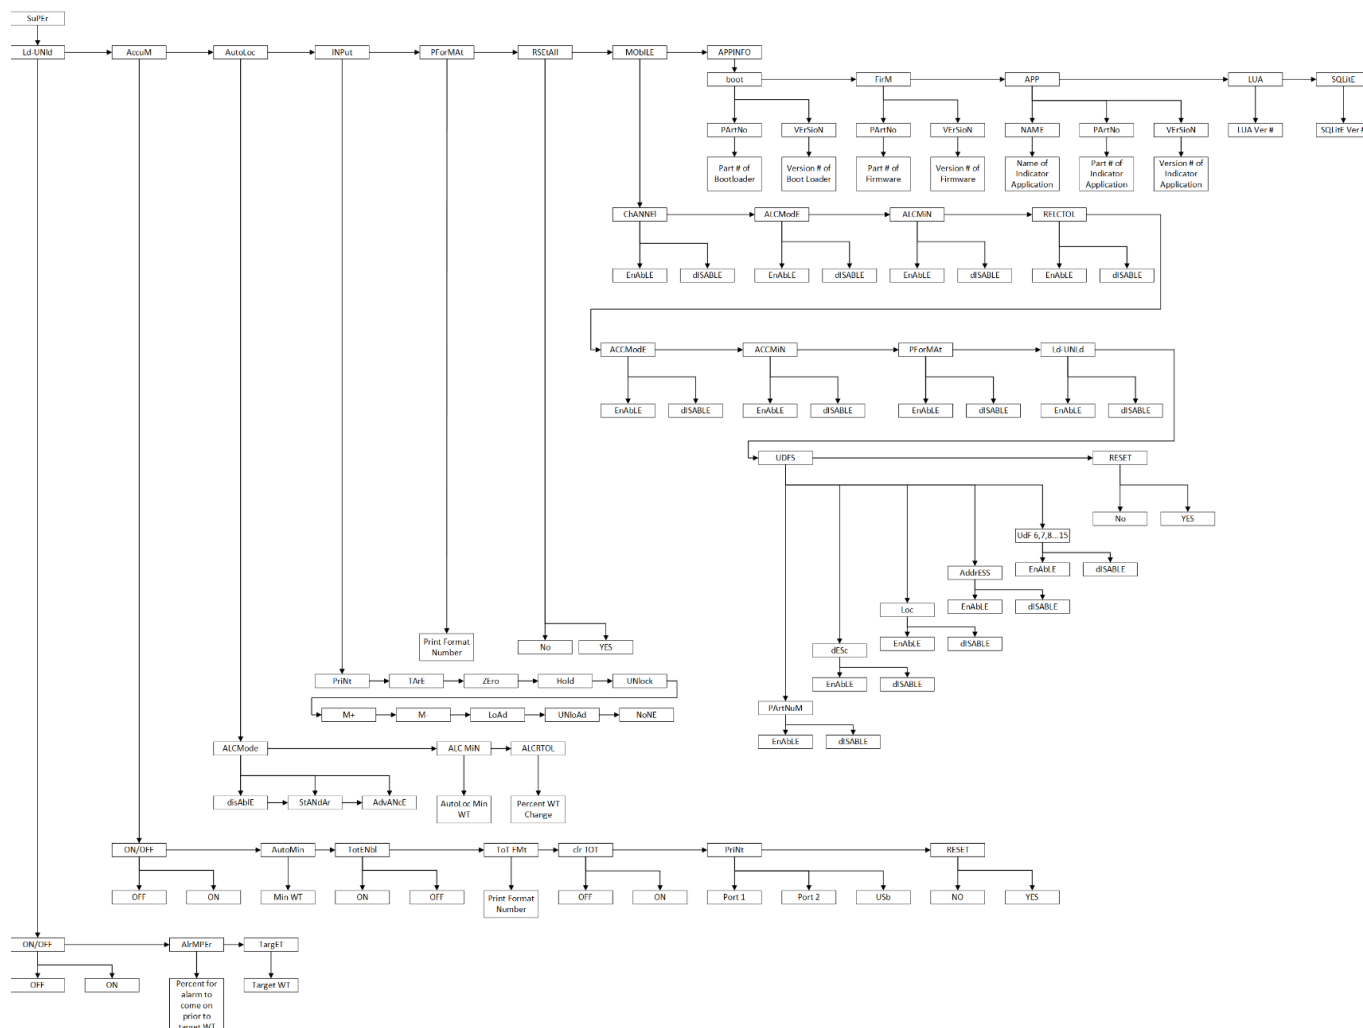 SuPEr
Ld-UNld
AccuM
AutoLoc
INPut
PForMAt
RSEtAll
MObILE
APPINFO
boot
FirM
APP
LUA
SQLitE
PArtNo
VErSioN
PArtNo
VErSioN
NAME
PArtNo
VErSioN
LUA Ver #
SQLitE Ver #
Part # of
Bootloader
Version # of
Boot Loader
Part # of
Firmware
Version # of
Firmware
Name of
Indicator
Application
Part # of
Indicator
Application
Version # of
Indicator
Application
ChANNEl
ALCModE
ALCMiN
RELCTOL
EnAbLE
dISABLE
EnAbLE
dISABLE
EnAbLE
dISABLE
EnAbLE
dISABLE
ACCModE
ACCMiN
PForMAt
Ld-UNLd
EnAbLE
dISABLE
EnAbLE
dISABLE
EnAbLE
dISABLE
EnAbLE
dISABLE
UDFS
RESET
No
YES
UdF 6,7,8...15
EnAbLE
dISABLE
AddrESS
EnAbLE
dISABLE
Loc
EnAbLE
dISABLE
dESc
EnAbLE
dISABLE
PArtNuM
EnAbLE
dISABLE
Print Format
Number
No
YES
PriNt
TArE
ZEro
Hold
UNlock
M+
M-
LoAd
UNloAd
NoNE
ALCMode
ALC MiN
ALCRTOL
disAblE
StANdAr
AdvANcE
AutoLoc Min
WT
Percent WT
Change
ON/OFF
AutoMin
TotENbl
ToT FMt
clr TOT
PriNt
RESET
OFF
ON
Min WT
ON
OFF
Print Format
Number
OFF
ON
Port 1
Port 2
USb
NO
YES
ON/OFF
AlrMPEr
TargET
OFF
ON
Percent for
alarm to
come on
prior to
target WT
Target WT